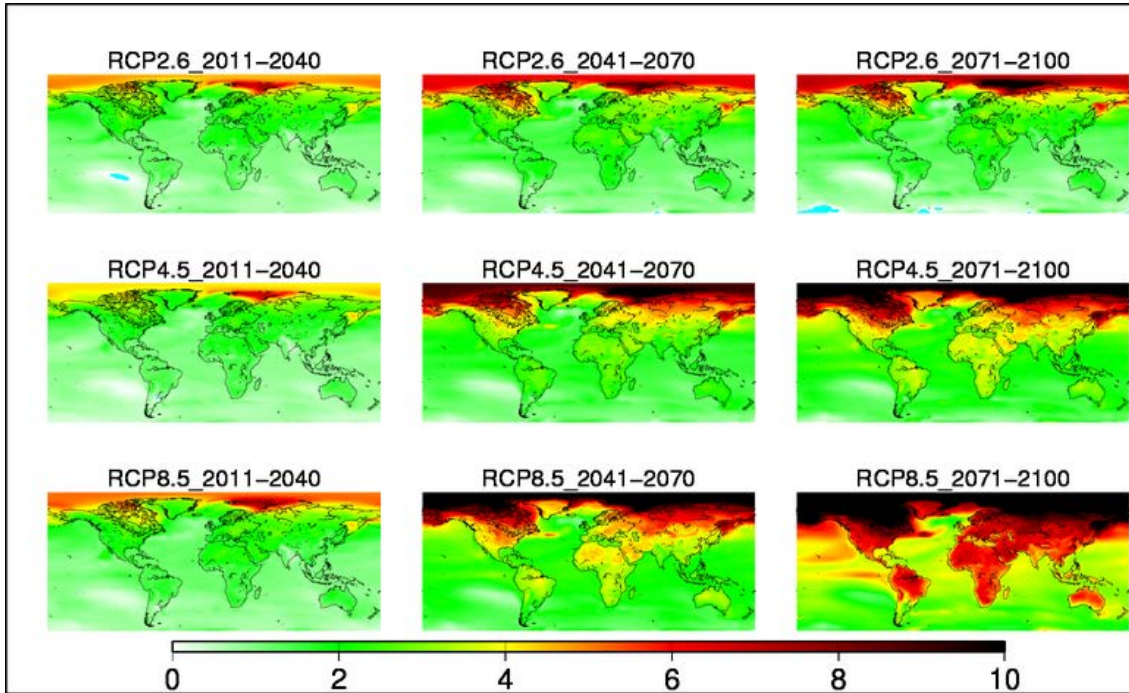 RCP2.6_2011−2040
RCP2.6_2041−2070
RCP2.6_2071−2100
RCP4.5_2011−2040
RCP4.5_2041−2070
RCP4.5_2071−2100
RCP8.5_2011−2040
RCP8.5_2041−2070
RCP8.5_2071−2100
0 2 4 6 8 10